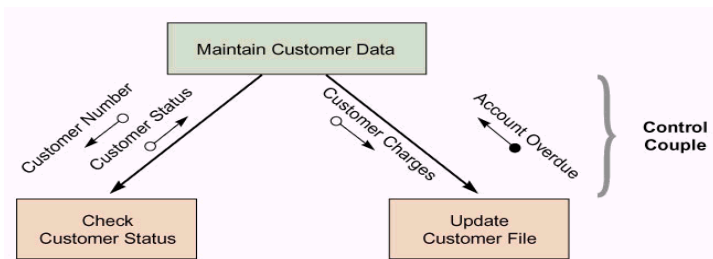 Maintain Customer Data
Customer Number
Customer Status
Customer Charges
Account Overdue
Control
Couple
Check
Customer Status
Update
Customer File